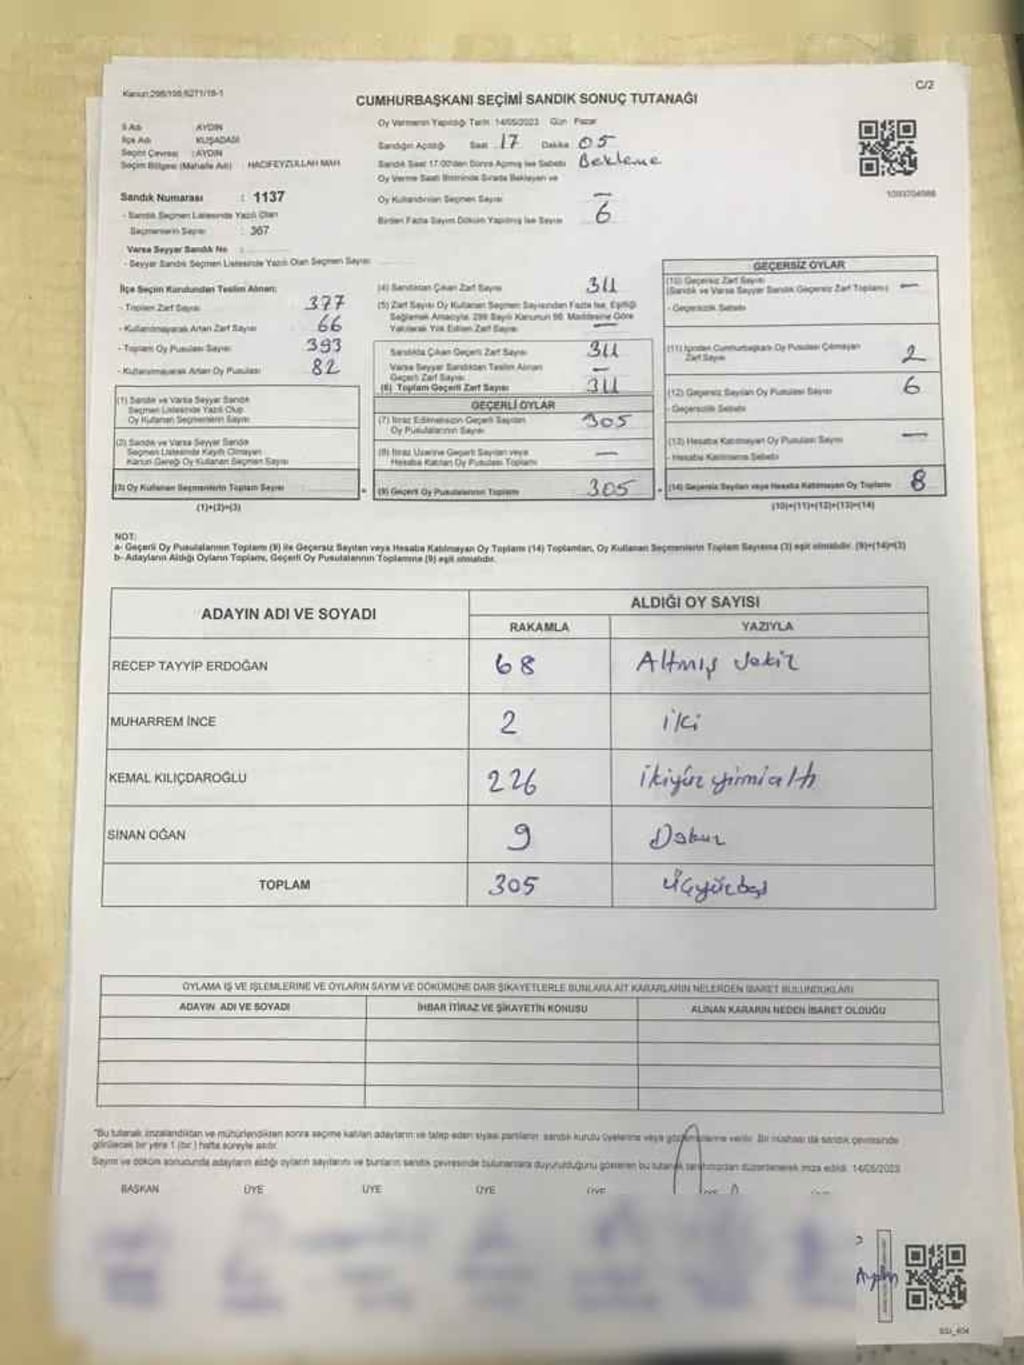 Kanun:298/106,6271/18-1
C/2
CUMHURBAŞKANI SEÇİMİ SANDIK SONUÇ TUTANAĞI
İl Adı AYDIN
İlçe Adı KUŞADASI
Seçim Çevresi : AYDIN
Seçim Bölgesi (Mahalle Adı) : HACIFEYZULLAH MAH
Sandık Numarası : 1137
- Sandık Seçmen Listesinde Yazılı Olan
Seçmenlerin Sayısı : 367
Varsa Seyyar Sandık No :
- Seyyar Sandık Seçmen Listesinde Yazılı Olan Seçmen Sayısı:
Oy Vermenin Yapıldığı Tarih: 14/05/2023 Gün: Pazar
Sandığın Açıldığı Saat 17 Dakika 05
Sandık Saat 17.00'den Sonra Açılmış İse Sebebi Bekleme
Oy Verme Saati Bitiminde Sırada Bekleyen ve
Oy Kullandırılan Seçmen Sayısı —
Birden Fazla Sayım Döküm Yapılmış İse Sayısı 6
İlçe Seçim Kurulundan Teslim Alınan:
- Toplam Zarf Sayısı 377
- Kullanılmayarak Artan Zarf Sayısı 66
- Toplam Oy Pusulası Sayısı 393
- Kullanılmayarak Artan Oy Pusulası 82
(1) Sandık ve Varsa Seyyar Sandık
Seçmen Listesinde Yazılı Olup
Oy Kullanan Seçmenlerin Sayısı
(2) Sandık ve Varsa Seyyar Sandık
Seçmen Listesinde Kayıtlı Olmayan
Kanun Gereği Oy Kullanan Seçmen Sayısı
(3) Oy Kullanan Seçmenlerin Toplam Sayısı
(1)+(2)=(3)
(4) Sandıktan Çıkan Zarf Sayısı 311
(5) Zarf Sayısı Oy Kullanan Seçmen Sayısından Fazla İse, Eşitliği
Sağlamak Amacıyla, 298 Sayılı Kanunun 98. Maddesine Göre
Yakılarak Yok Edilen Zarf Sayısı —
Sandıkta Çıkan Geçerli Zarf Sayısı 311
Varsa Seyyar Sandıktan Teslim Alınan
Geçerli Zarf Sayısı —
(6) Toplam Geçerli Zarf Sayısı 311
GEÇERLİ OYLAR
(7) İtiraz Edilmeksizin Geçerli Sayılan
Oy Pusulalarının Sayısı 305
(8) İtiraz Üzerine Geçerli Sayılan veya
Hesaba Katılan Oy Pusulası Toplamı —
(9) Geçerli Oy Pusulalarının Toplamı 305
GEÇERSİZ OYLAR
(10) Geçersiz Zarf Sayısı
(Sandık ve Varsa Seyyar Sandık Geçersiz Zarf Toplamı) —
- Geçersizlik Sebebi
(11) İçinden Cumhurbaşkanı Oy Pusulası Çıkmayan
Zarf Sayısı 2
(12) Geçersiz Sayılan Oy Pusulası Sayısı 6
- Geçersizlik Sebebi
(13) Hesaba Katılmayan Oy Pusulası Sayısı —
- Hesaba Katılmama Sebebi
(14) Geçersiz Sayılan veya Hesaba Katılmayan Oy Toplamı 8
(10)+(11)+(12)+(13)=(14)
NOT:
a- Geçerli Oy Pusulalarının Toplamı (9) ile Geçersiz Sayılan veya Hesaba Katılmayan Oy Toplamı (14) Toplamları, Oy Kullanan Seçmenlerin Toplam Sayısına (3) eşit olmalıdır. (9)+(14)=(3)
b- Adayların Aldığı Oyların Toplamı, Geçerli Oy Pusulalarının Toplamına (9) eşit olmalıdır.
ADAYIN ADI VE SOYADI ALDIĞI OY SAYISI
RAKAMLA YAZIYLA
RECEP TAYYİP ERDOĞAN 68 Altmış sekiz
MUHARREM İNCE 2 iki
KEMAL KILIÇDAROĞLU 226 ikiyüz yirmi altı
SİNAN OĞAN 9 Dokuz
TOPLAM 305 üçyüzbeş
OYLAMA İŞ VE İŞLEMLERİNE VE OYLARIN SAYIM VE DÖKÜMÜNE DAİR ŞİKAYETLERLE BUNLARA AİT KARARLARIN NELERDEN İBARET BULUNDUKLARI
ADAYIN ADI VE SOYADI İHBAR İTİRAZ VE ŞİKAYETİN KONUSU ALINAN KARARIN NEDEN İBARET OLDUĞU
"Bu tutanak imzalandıktan ve mühürlendikten sonra seçime katılan adayların ve talep eden siyasi partilerin sandık kurulu üyelerine veya gözlemcilerine verilir. Bir nüshası da sandık çevresinde
görülecek bir yere 1 (bir) hafta süreyle asılır.
Sayım ve döküm sonucunda adayların aldığı oyların sayılarını ve bunların sandık çevresinde bulunanlara duyurulduğunu gösteren bu tutanak tarafımızdan düzenlenerek imza edildi. 14/05/2023
BAŞKAN ÜYE ÜYE ÜYE ÜYE